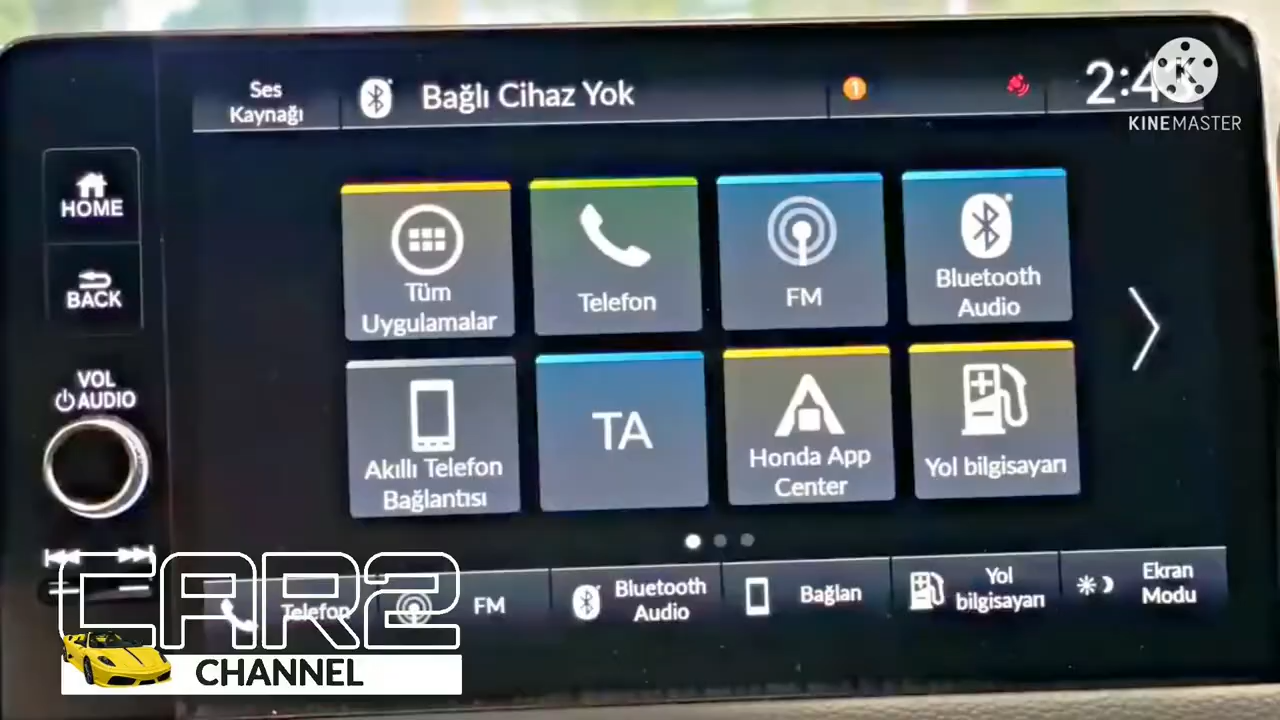 Ses
Kaynağı
Bağlı Cihaz Yok
1
KINEMASTER
HOME
BACK
VOL
AUDIO
Tüm
Uygulamalar
Telefon
FM
Bluetooth
Audio
Akıllı Telefon
Bağlantısı
TA
Honda App
Center
Yol bilgisayarı
Telefon
FM
Bluetooth
Audio
Bağlan
Yol
bilgisayarı
Ekran
Modu
CAR2
CHANNEL